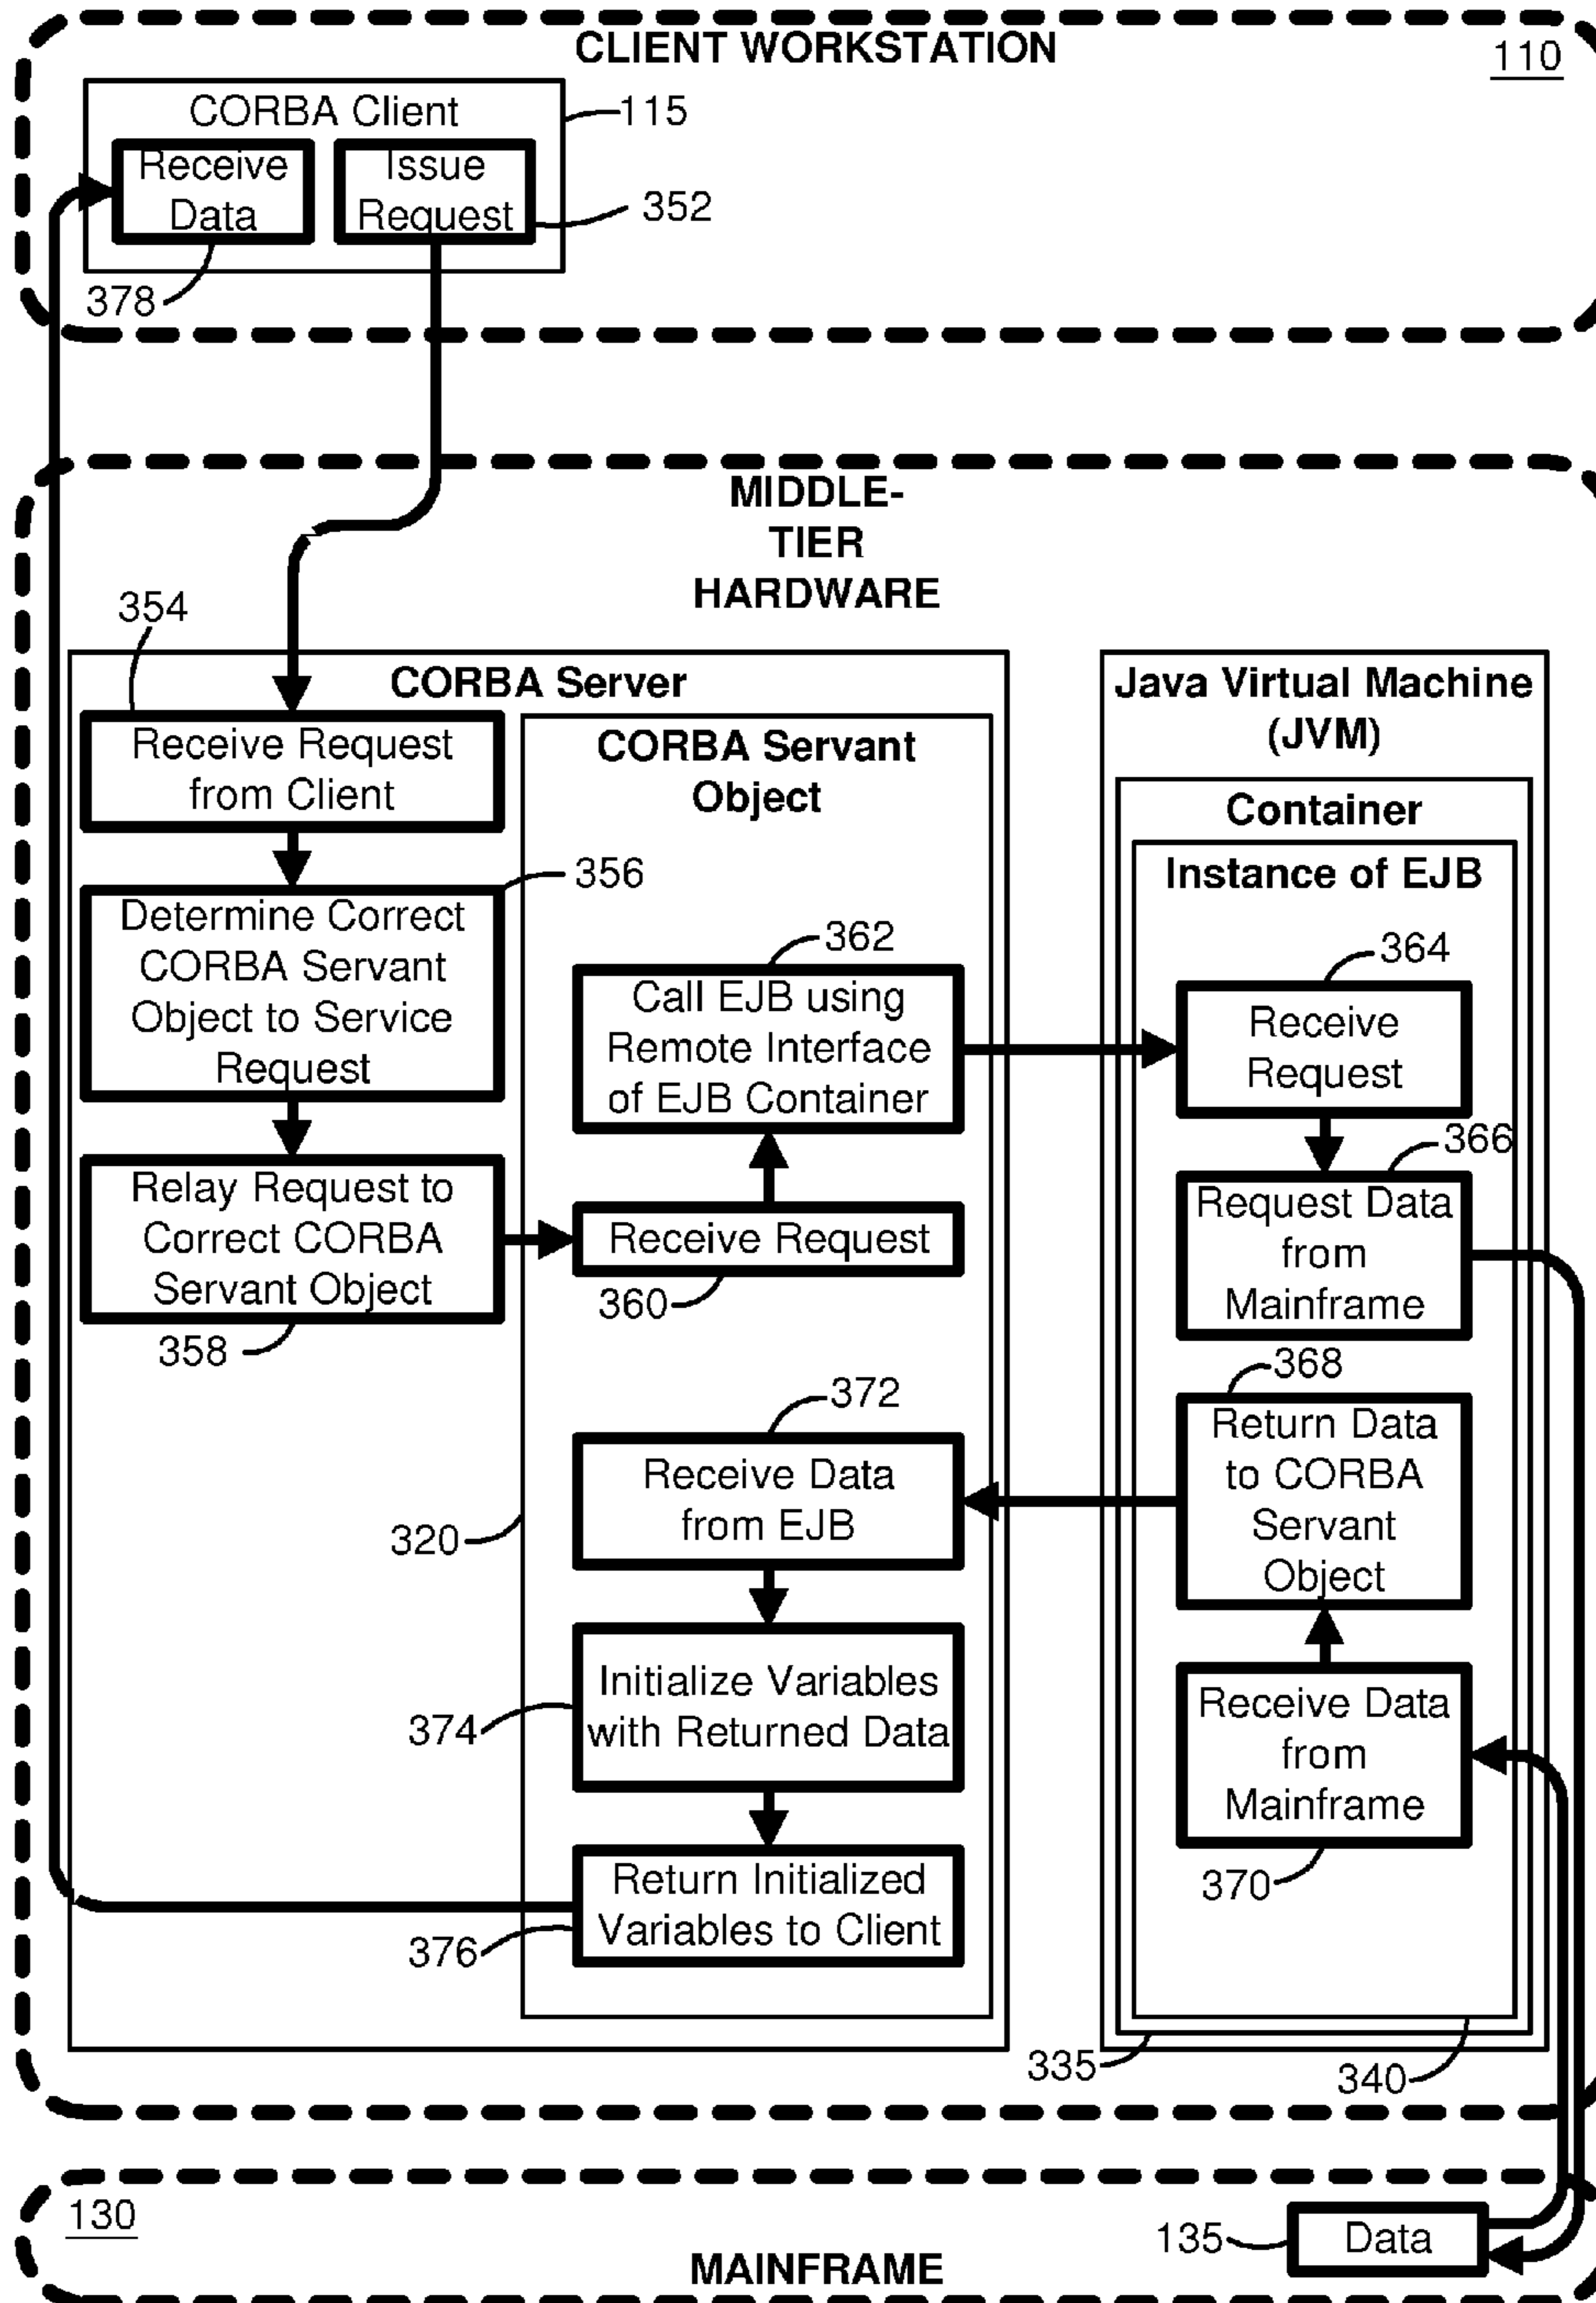 CLIENT WORKSTATION
110
CORBA Client
115
Receive
Data
Issue
Request
352
378
MIDDLE-
TIER
HARDWARE
354
CORBA Server
Receive Request
from Client
356
Determine Correct
CORBA Servant
Object to Service
Request
Relay Request to
Correct CORBA
Servant Object
358
CORBA Servant
Object
362
Call EJB using
Remote Interface
of EJB Container
Receive Request
360
372
Receive Data
from EJB
320
Initialize Variables
with Returned Data
374
Return Initialized
Variables to Client
376
Java Virtual Machine
(JVM)
Container
Instance of EJB
364
Receive
Request
366
Request Data
from
Mainframe
368
Return Data
to CORBA
Servant
Object
Receive Data
from
Mainframe
370
335
340
130
135
Data
MAINFRAME